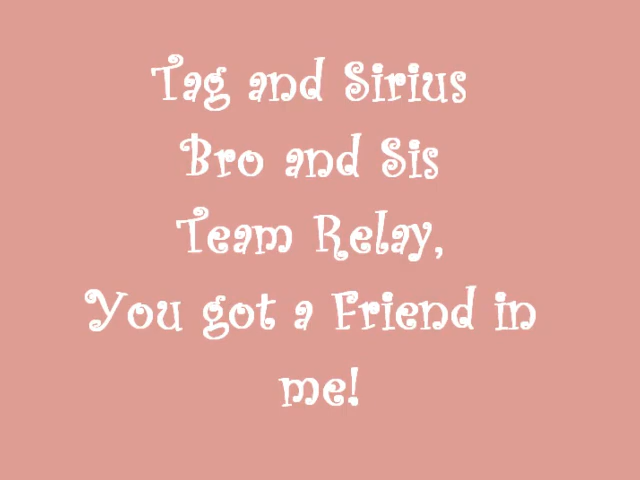 Tag and Sirius
Bro and Sis
Team Relay,
You got a Friend in
me!